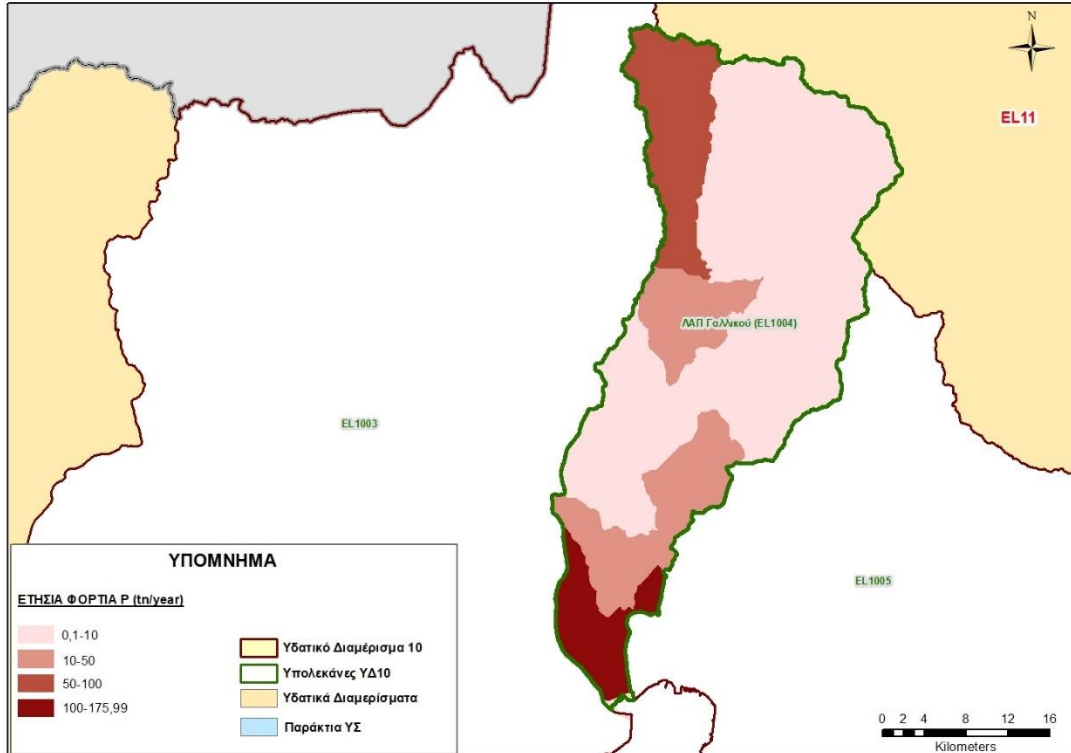 N
EL11
ΛΑΠ Γαλλικού (EL1004)
EL1003
EL1005
ΥΠΟΜΝΗΜΑ
ΕΤΗΣΙΑ ΦΟΡΤΙΑ P (tn/year)
0,1-10
10-50
50-100
100-175,99
Υδατικό Διαμέρισμα 10
Υπολεκάνες ΥΔ10
Υδατικά Διαμερίσματα
Παράκτια ΥΣ
0 2 4 8 12 16
Kilometers